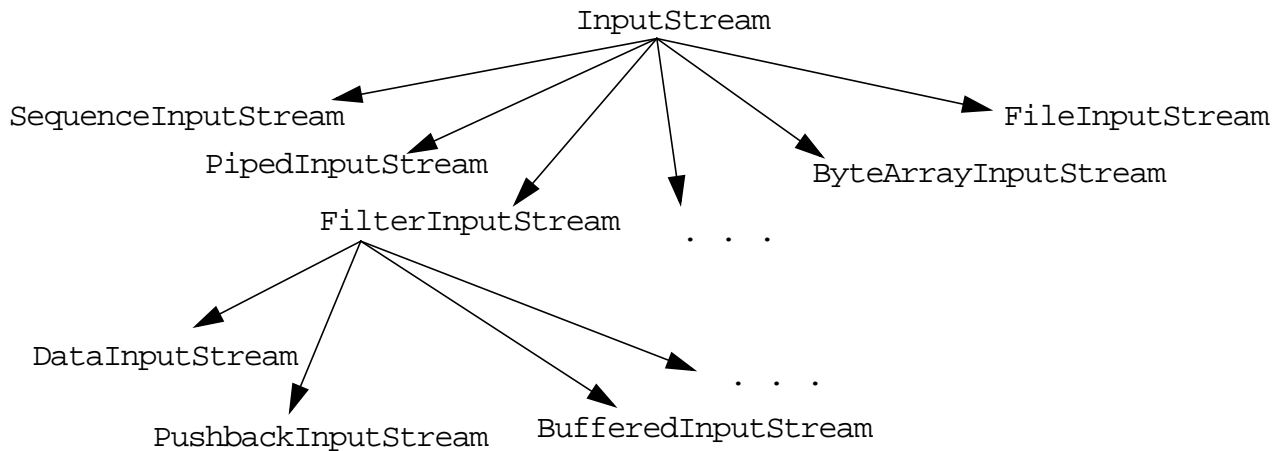 InputStream
SequenceInputStream
FileInputStream
PipedInputStream
ByteArrayInputStream
FilterInputStream
. . .
DataInputStream
. . .
PushbackInputStream
BufferedInputStream